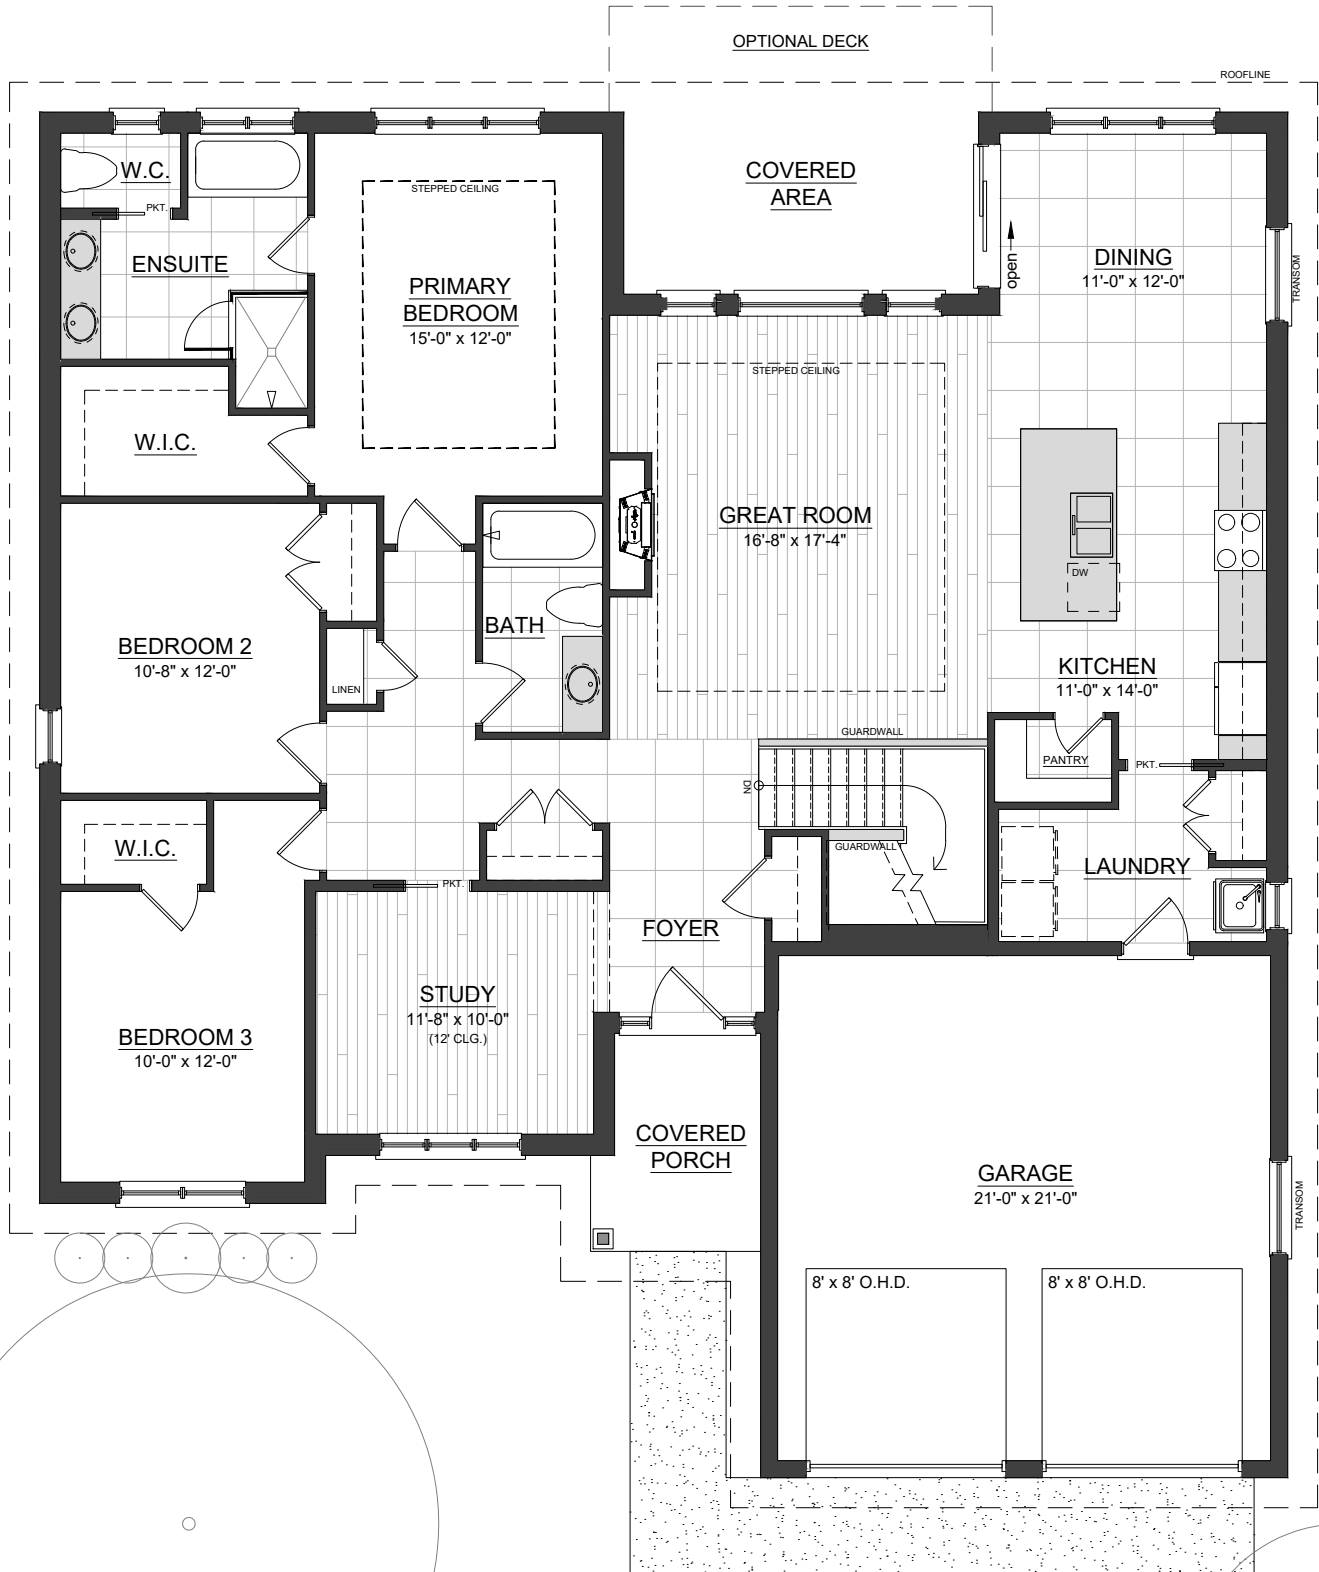 OPTIONAL DECK
ROOFLINE
W.C.
PKT.
ENSUITE
STEPPED CEILING
PRIMARY
BEDROOM
15'-0" x 12'-0"
COVERED
AREA
open
DINING
11'-0" x 12'-0"
TRANSOM
W.I.C.
STEPPED CEILING
GREAT ROOM
16'-8" x 17'-4"
DW
BEDROOM 2
10'-8" x 12'-0"
LINEN
BATH
KITCHEN
11'-0" x 14'-0"
GUARDWALL
DN
PANTRY
PKT.
W.I.C.
GUARDWALL
LAUNDRY
PKT.
FOYER
STUDY
11'-8" x 10'-0"
(12' CLG.)
BEDROOM 3
10'-0" x 12'-0"
COVERED
PORCH
GARAGE
21'-0" x 21'-0"
TRANSOM
8' x 8' O.H.D.
8' x 8' O.H.D.